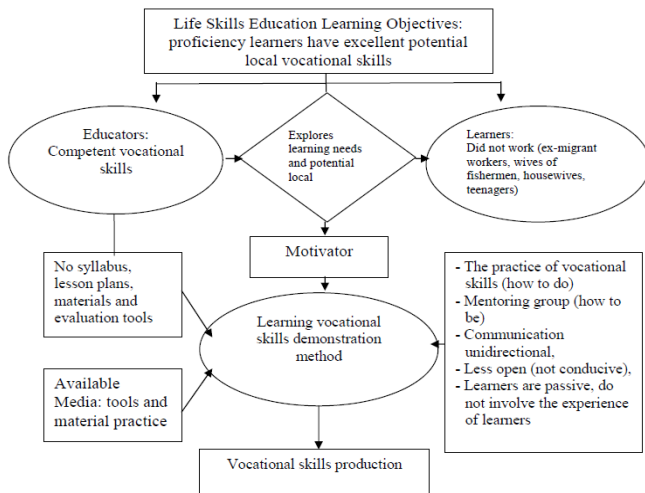 Life Skills Education Learning Objectives:
proficiency learners have excellent potential
local vocational skills
Educators:
Competent vocational
skills
Explores
learning needs
and potential
local
Learners:
Did not work (ex-migrant
workers, wives of
fishermen, housewives,
teenagers)
Motivator
No syllabus,
lesson plans,
materials and
evaluation tools
Learning vocational
skills demonstration
method
- The practice of vocational
skills (how to do)
- Mentoring group (how to
be)
- Communication
unidirectional,
- Less open (not conducive),
- Learners are passive, do
not involve the experience
of learners
Available
Media: tools and
material practice
Vocational skills production